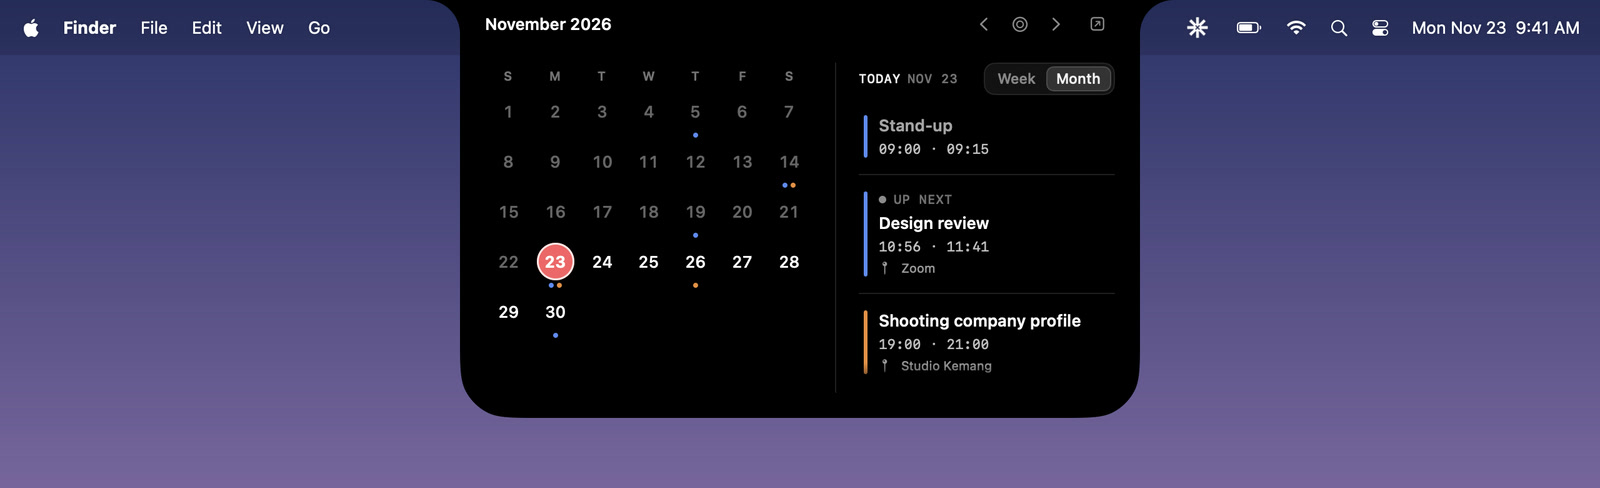 Finder File Edit View Go
Mon Nov 23 9:41 AM
November 2026
S M T W T F S
1 2 3 4 5 6 7
8 9 10 11 12 13 14
15 16 17 18 19 20 21
22 23 24 25 26 27 28
29 30
TODAY NOV 23
Week Month
Stand-up
09:00 · 09:15
UP NEXT
Design review
10:56 · 11:41
Zoom
Shooting company profile
19:00 · 21:00
Studio Kemang